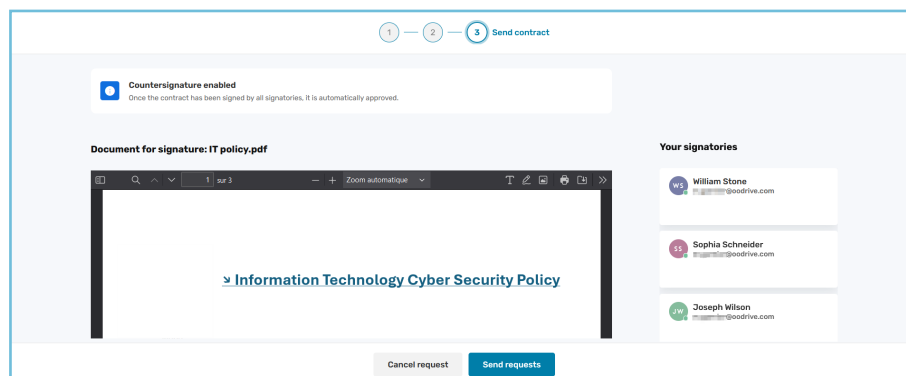 1 2 3 Send contract
Countersignature enabled
Once the contract has been signed by all signatories, it is automatically approved.
Document for signature: IT policy.pdf
Your signatories
1 sur 3
Zoom automatique
WS William Stone
@oodrive.com
SS Sophia Schneider
@oodrive.com
JW Joseph Wilson
@oodrive.com
Information Technology Cyber Security Policy
Cancel request
Send requests